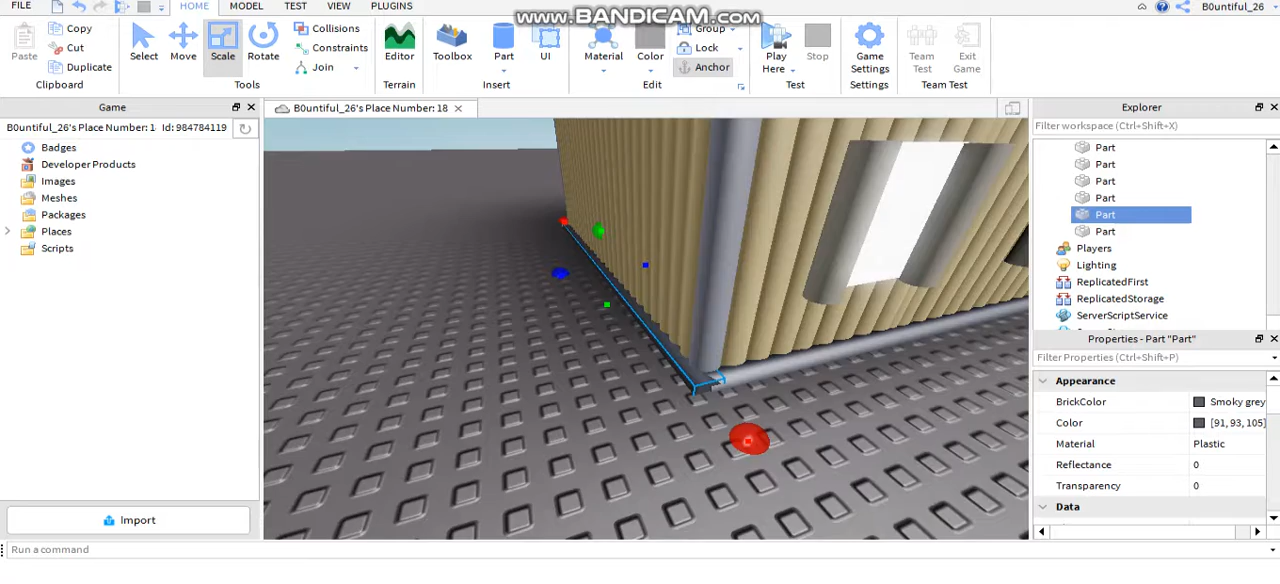 www.BANDICAM.com
FILE HOME MODEL TEST VIEW PLUGINS B0untiful_26
Paste Copy Cut Duplicate Select Move Scale Rotate Collisions Constraints Join Editor Toolbox Part UI Material Color Group Lock Anchor Play Here Stop Game Settings Team Test Exit Game
Clipboard Tools Terrain Insert Edit Test Settings Team Test
Game
B0untiful_26's Place Number: 1 Id: 984784119
Badges
Developer Products
Images
Meshes
Packages
Places
Scripts
Import
B0untiful_26's Place Number: 18
Explorer
Filter workspace (Ctrl+Shift+X)
Part
Part
Part
Part
Part
Part
Players
Lighting
ReplicatedFirst
ReplicatedStorage
ServerScriptService
Properties - Part "Part"
Filter Properties (Ctrl+Shift+P)
Appearance
BrickColor Smoky grey
Color [91, 93, 105]
Material Plastic
Reflectance 0
Transparency 0
Data
Run a command